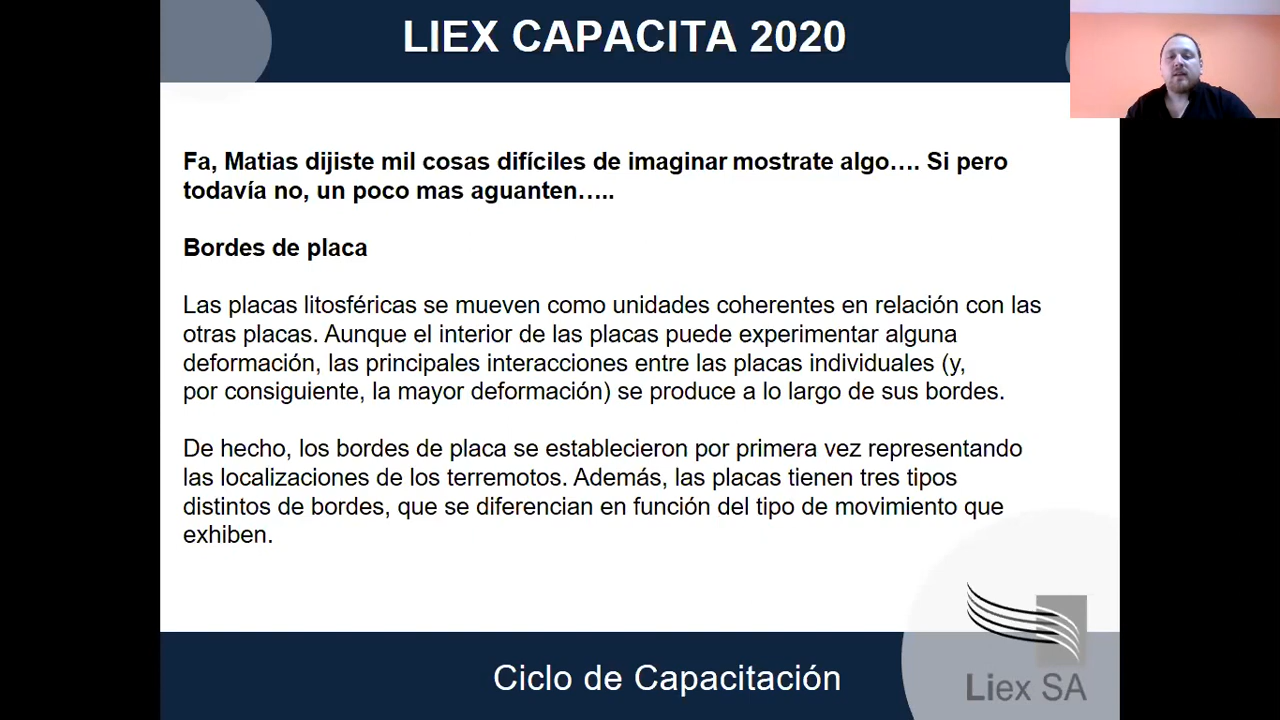 LIEX CAPACITA 2020
Fa, Matias dijiste mil cosas difíciles de imaginar mostrate algo…. Si pero
todavía no, un poco mas aguanten…..
Bordes de placa
Las placas litosféricas se mueven como unidades coherentes en relación con las
otras placas. Aunque el interior de las placas puede experimentar alguna
deformación, las principales interacciones entre las placas individuales (y,
por consiguiente, la mayor deformación) se produce a lo largo de sus bordes.
De hecho, los bordes de placa se establecieron por primera vez representando
las localizaciones de los terremotos. Además, las placas tienen tres tipos
distintos de bordes, que se diferencian en función del tipo de movimiento que
exhiben.
Ciclo de Capacitación
Liex SA